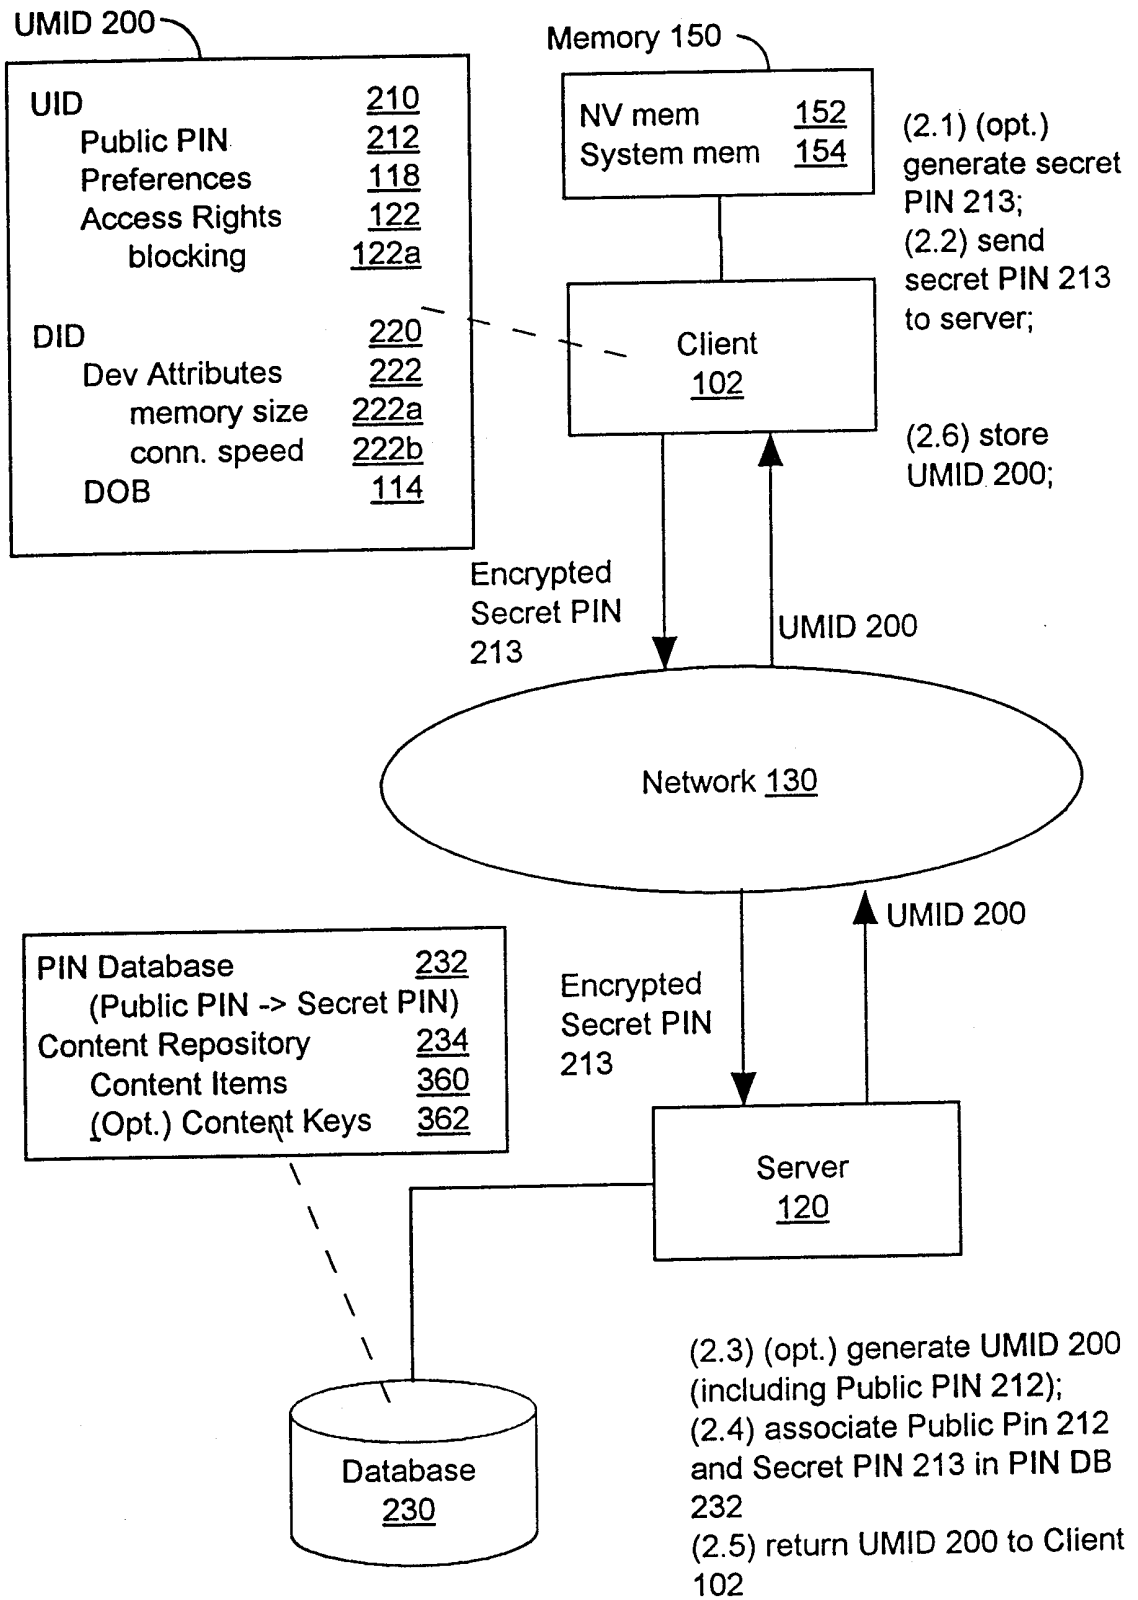 UMID 200
UID 210
Public PIN 212
Preferences 118
Access Rights 122
blocking 122a
DID 220
Dev Attributes 222
memory size 222a
conn. speed 222b
DOB 114
Memory 150
NV mem 152
System mem 154
(2.1) (opt.)
generate secret
PIN 213;
(2.2) send
secret PIN 213
to server;
Client
102
(2.6) store
UMID 200;
Encrypted
Secret PIN
213
UMID 200
Network 130
UMID 200
Encrypted
Secret PIN
213
PIN Database 232
(Public PIN -> Secret PIN)
Content Repository 234
Content Items 360
(Opt.) Content Keys 362
Server
120
Database
230
(2.3) (opt.) generate UMID 200
(including Public PIN 212);
(2.4) associate Public Pin 212
and Secret PIN 213 in PIN DB
232
(2.5) return UMID 200 to Client
102